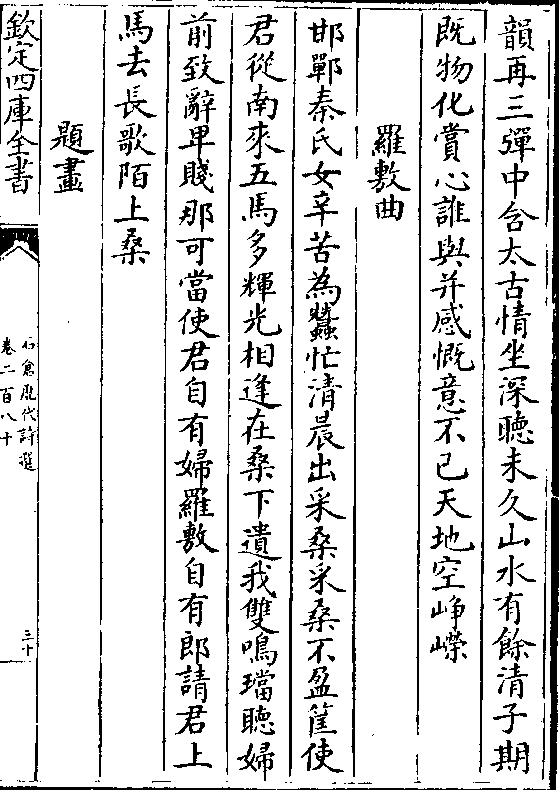 韻再三彈中含太古情坐深聽未久山水有餘清子期
既物化賞心誰與并感慨意不已天地空崢嶸
羅敷曲
邯鄲秦氏女辛苦為蠶忙清晨出采桑采桑不盈筐使
君從南來五馬多輝光相逢在桑下遺我雙鳴璫聽婦
前致辭卑賤那可當使君自有婦羅敷自有郎請君上
馬去長歌陌上桑
題畫
欽定四庫全書
石倉歷代詩選
卷二百八十
三十